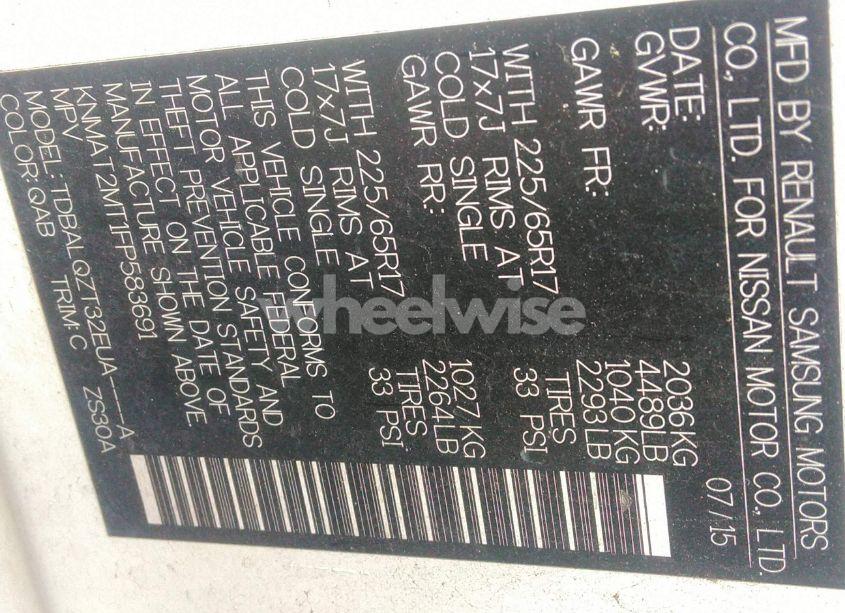 MFD BY RENAULT SAMSUNG MOTORS
CO., LTD. FOR NISSAN MOTOR CO., LTD.
DATE: 07/15
GVWR: 2036KG
4489LB
GAWR FR: 1040KG
2293LB
WITH 225/65R17 TIRES
17x7J RIMS AT 33 PSI
COLD SINGLE
GAWR RR: 1027KG
2264LB
WITH 225/65R17 TIRES
17x7J RIMS AT 33 PSI
COLD SINGLE
THIS VEHICLE CONFORMS TO
ALL APPLICABLE FEDERAL
MOTOR VEHICLE SAFETY AND
THEFT PREVENTION STANDARDS
IN EFFECT ON THE DATE OF
MANUFACTURE SHOWN ABOVE
KNMAT2MT1FP583691
MPV
MODEL: TDBALQZT32EUA----A
COLOR: QAB TRIM: C ZS30A
wheelwise